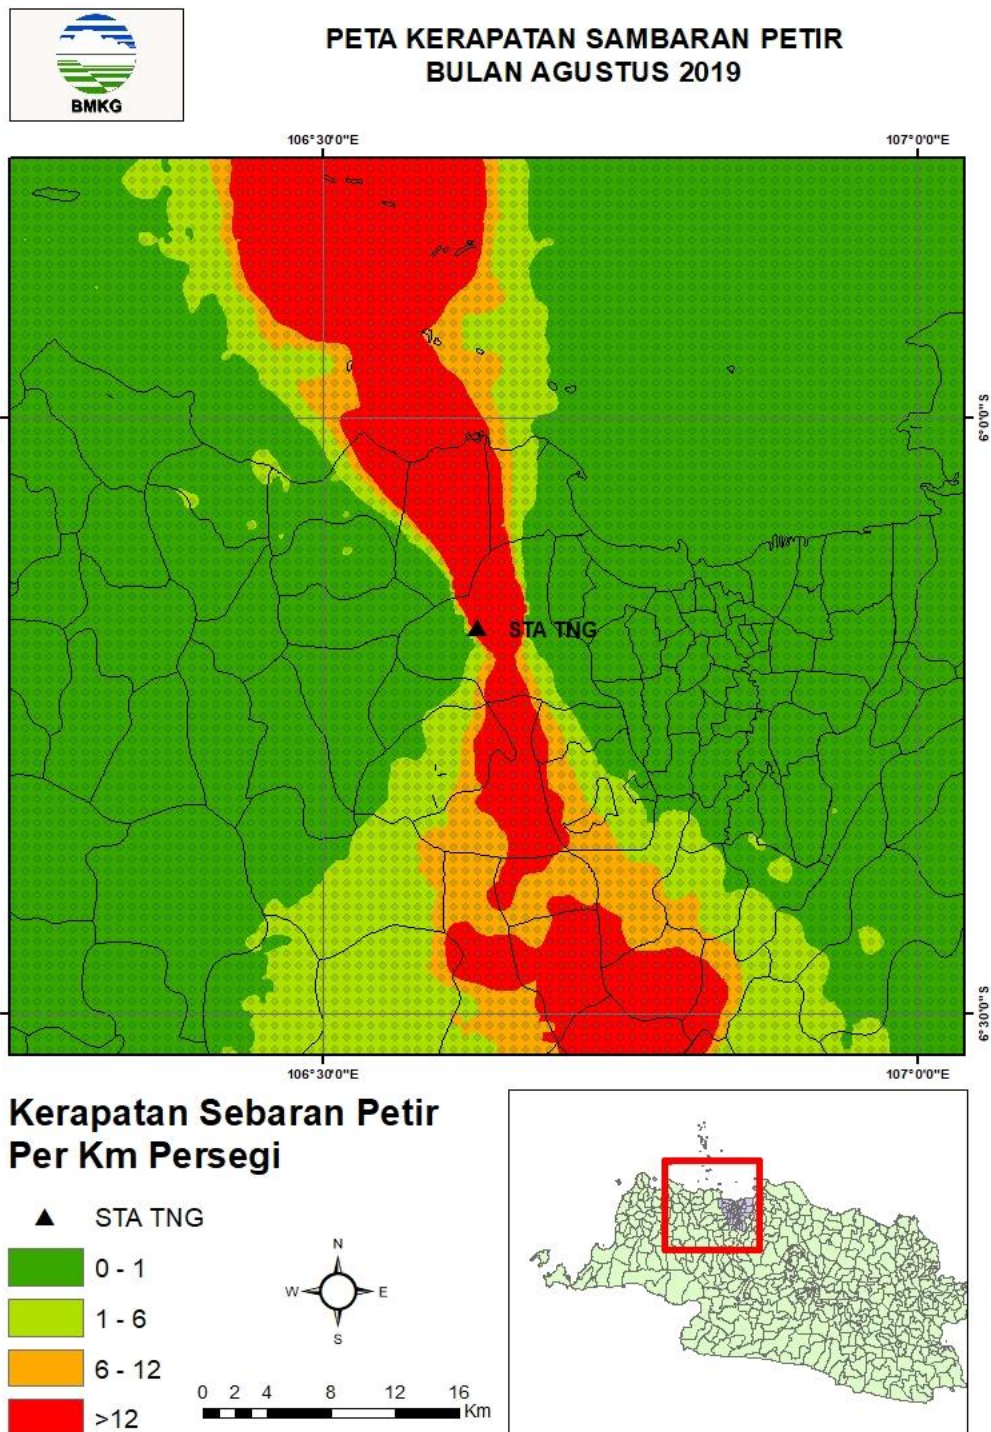 BMKG
PETA KERAPATAN SAMBARAN PETIR
BULAN AGUSTUS 2019
106°30'0"E
107°0'0"E
6°0'0"S
STA TNG
6°30'0"S
106°30'0"E
107°0'0"E
Kerapatan Sebaran Petir
Per Km Persegi
STA TNG
0 - 1
1 - 6
6 - 12
>12
N
W
E
S
0 2 4 8 12 16
Km